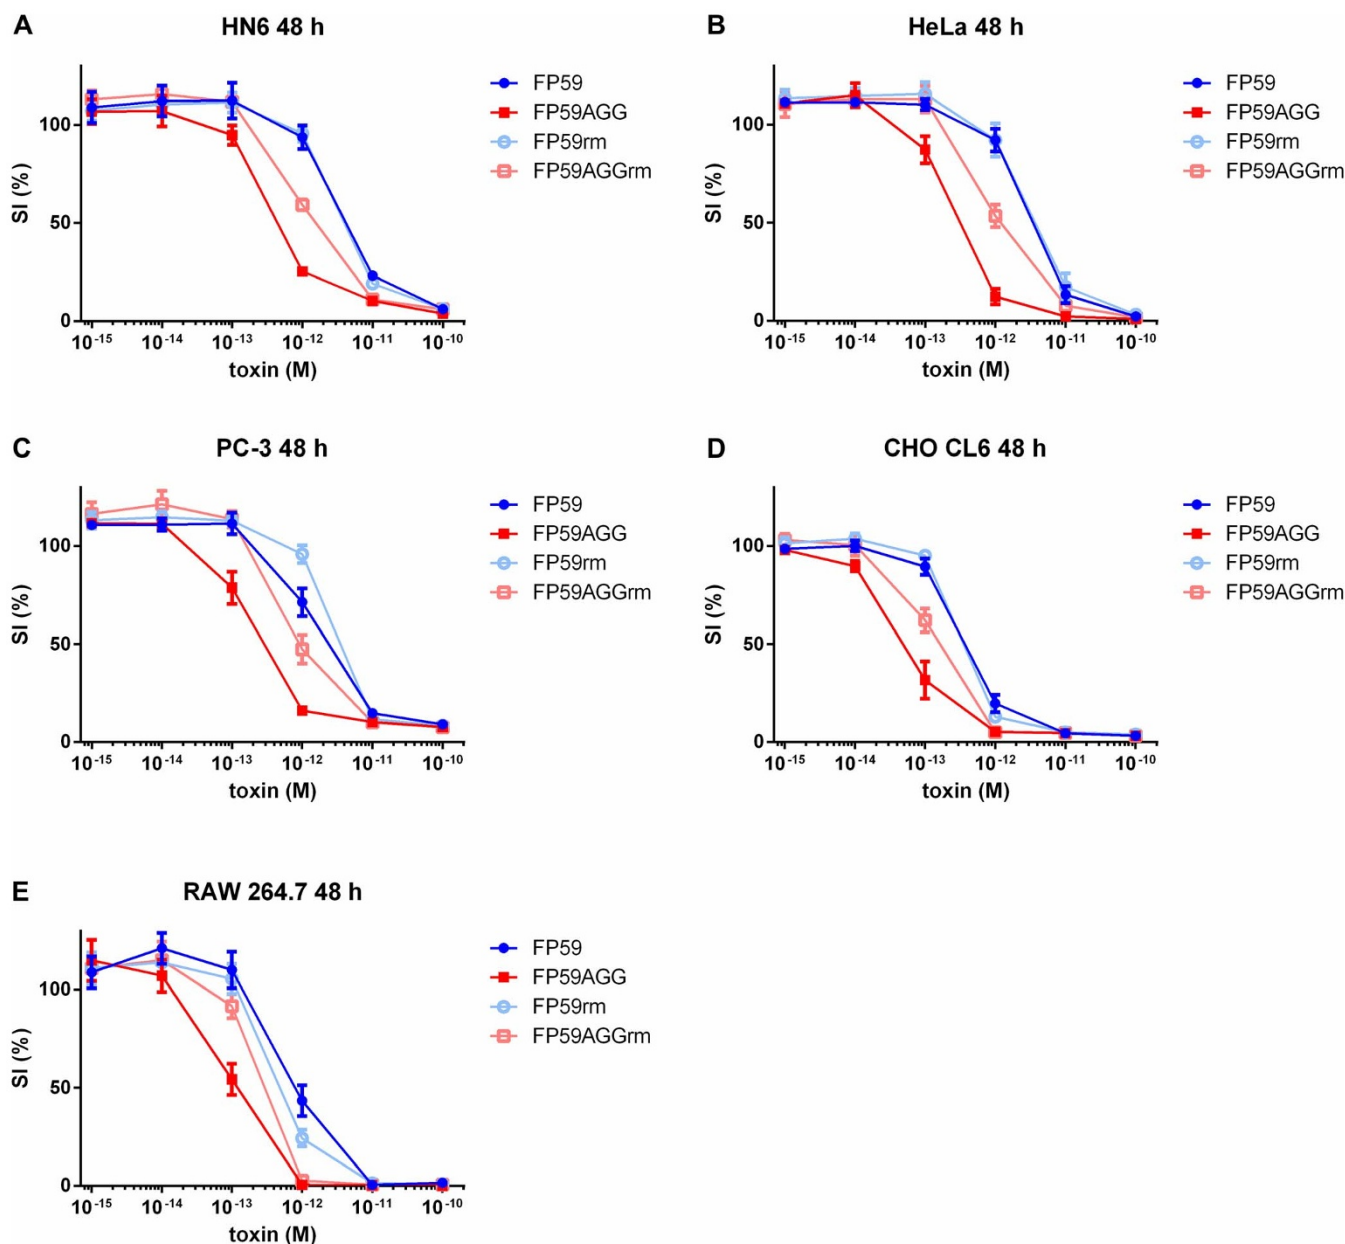 A
HN6 48 h
SI (%)
100
50
0
10-15 10-14 10-13 10-12 10-11 10-10
toxin (M)
FP59
FP59AGG
FP59rm
FP59AGGrm
B
HeLa 48 h
SI (%)
100
50
0
10-15 10-14 10-13 10-12 10-11 10-10
toxin (M)
FP59
FP59AGG
FP59rm
FP59AGGrm
C
PC-3 48 h
SI (%)
100
50
0
10-15 10-14 10-13 10-12 10-11 10-10
toxin (M)
FP59
FP59AGG
FP59rm
FP59AGGrm
D
CHO CL6 48 h
SI (%)
100
50
0
10-15 10-14 10-13 10-12 10-11 10-10
toxin (M)
FP59
FP59AGG
FP59rm
FP59AGGrm
E
RAW 264.7 48 h
SI (%)
100
50
0
10-15 10-14 10-13 10-12 10-11 10-10
toxin (M)
FP59
FP59AGG
FP59rm
FP59AGGrm